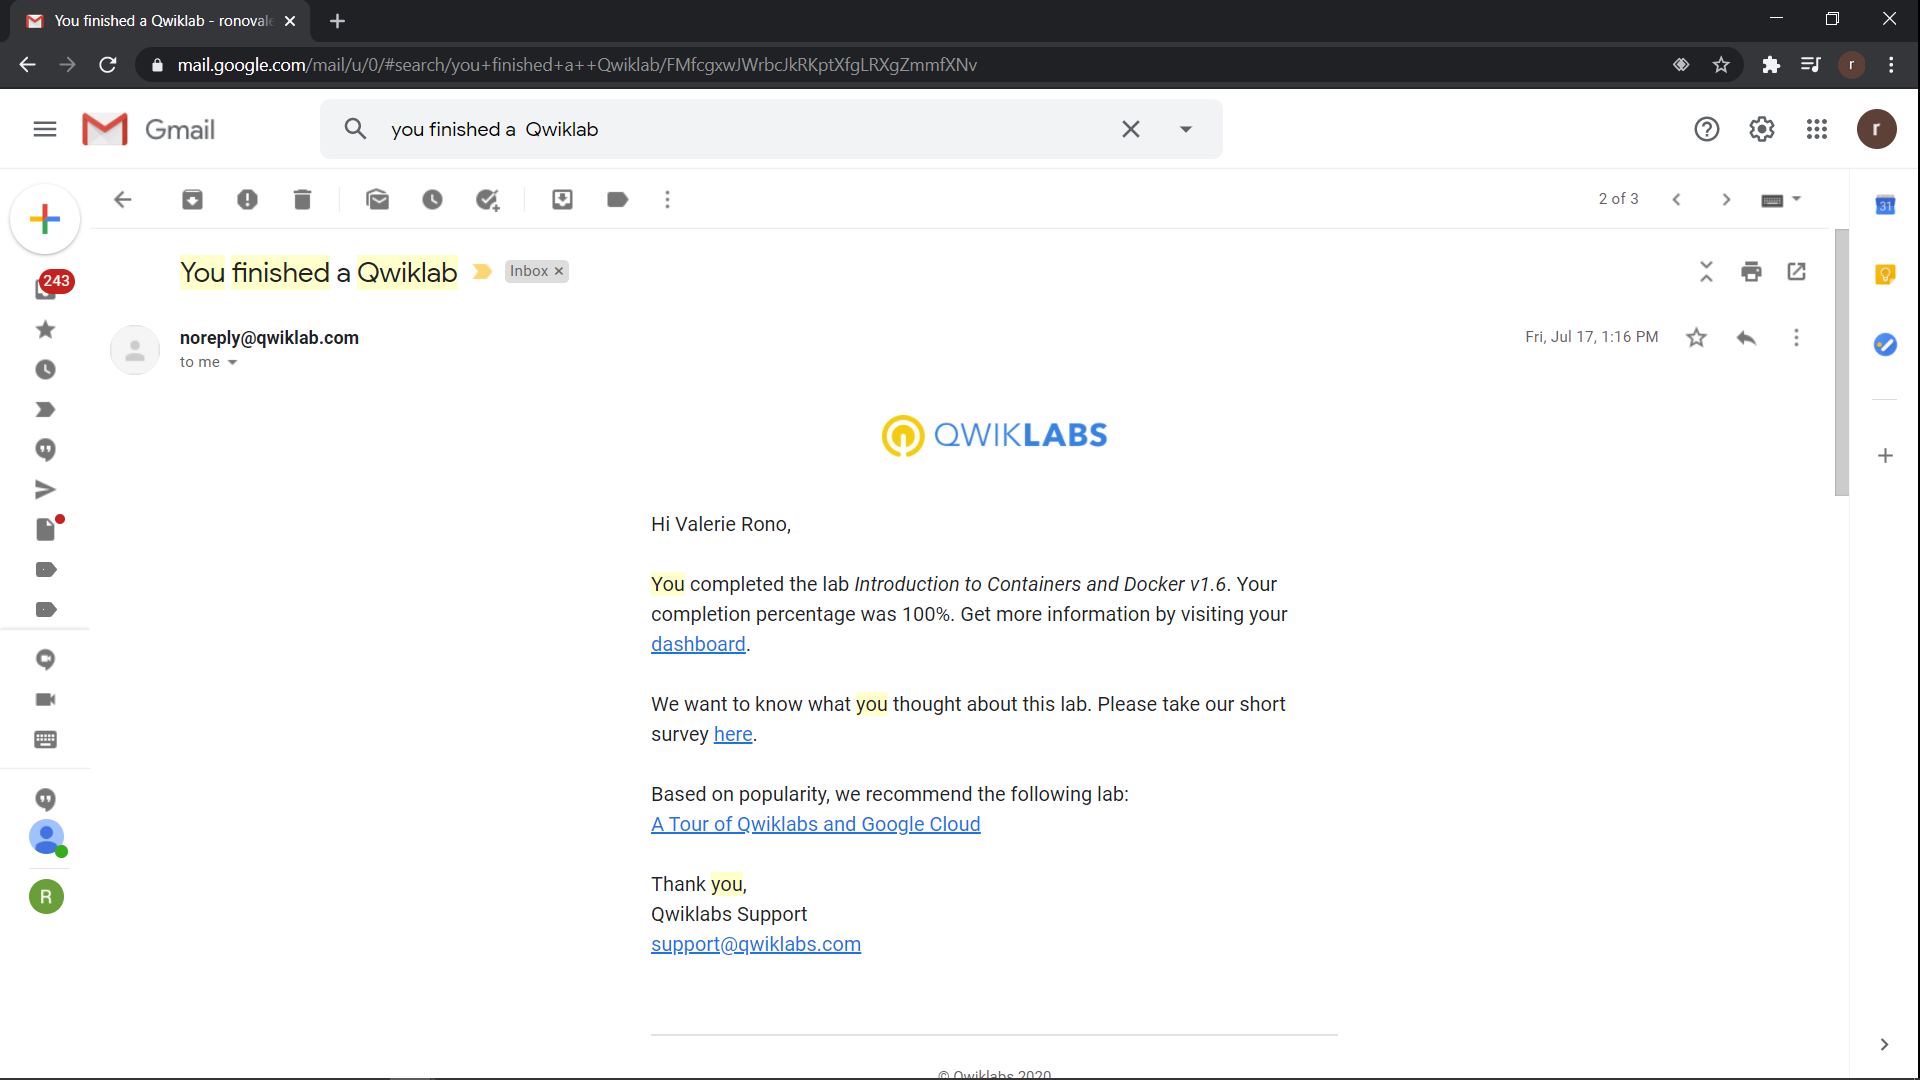 You finished a Qwiklab - ronovale
mail.google.com/mail/u/0/#search/you+finished+a++Qwiklab/FMfcgxwJWrbcJkRKptXfgLRXgZmmfXNv
r
Gmail
you finished a  Qwiklab
r
2 of 3
31
243
You finished a Qwiklab
Inbox ×
noreply@qwiklab.com
Fri, Jul 17, 1:16 PM
to me
QWIKLABS
Hi Valerie Rono,
You completed the lab Introduction to Containers and Docker v1.6. Your
completion percentage was 100%. Get more information by visiting your
dashboard.
We want to know what you thought about this lab. Please take our short
survey here.
Based on popularity, we recommend the following lab:
A Tour of Qwiklabs and Google Cloud
Thank you,
Qwiklabs Support
support@qwiklabs.com
R
© Qwiklabs 2020